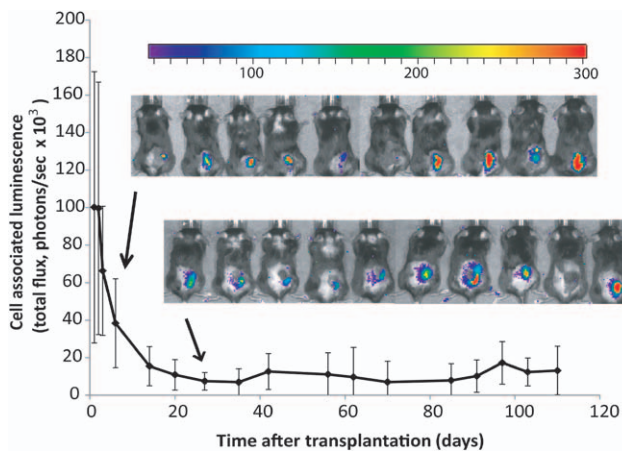 200
180
160
140
120
100
80
60
40
20
0
Cell associated luminescence
(total flux, photons/sec x 10³)
100 200 300
0 20 40 60 80 100 120
Time after transplantation (days)